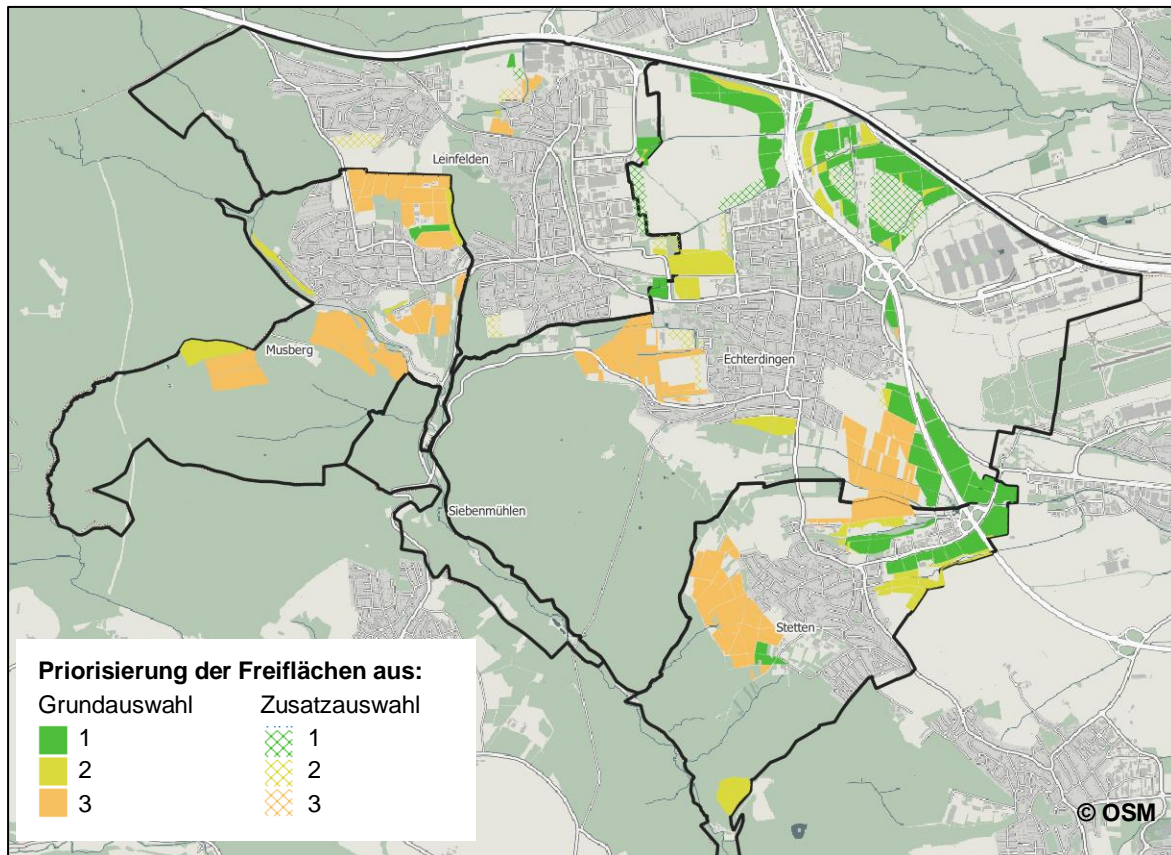 Leinfelden
Musberg
Echterdingen
Siebenmühlen
Stetten
Priorisierung der Freiflächen aus:
Grundauswahl Zusatzauswahl
1 1
2 2
3 3
© OSM